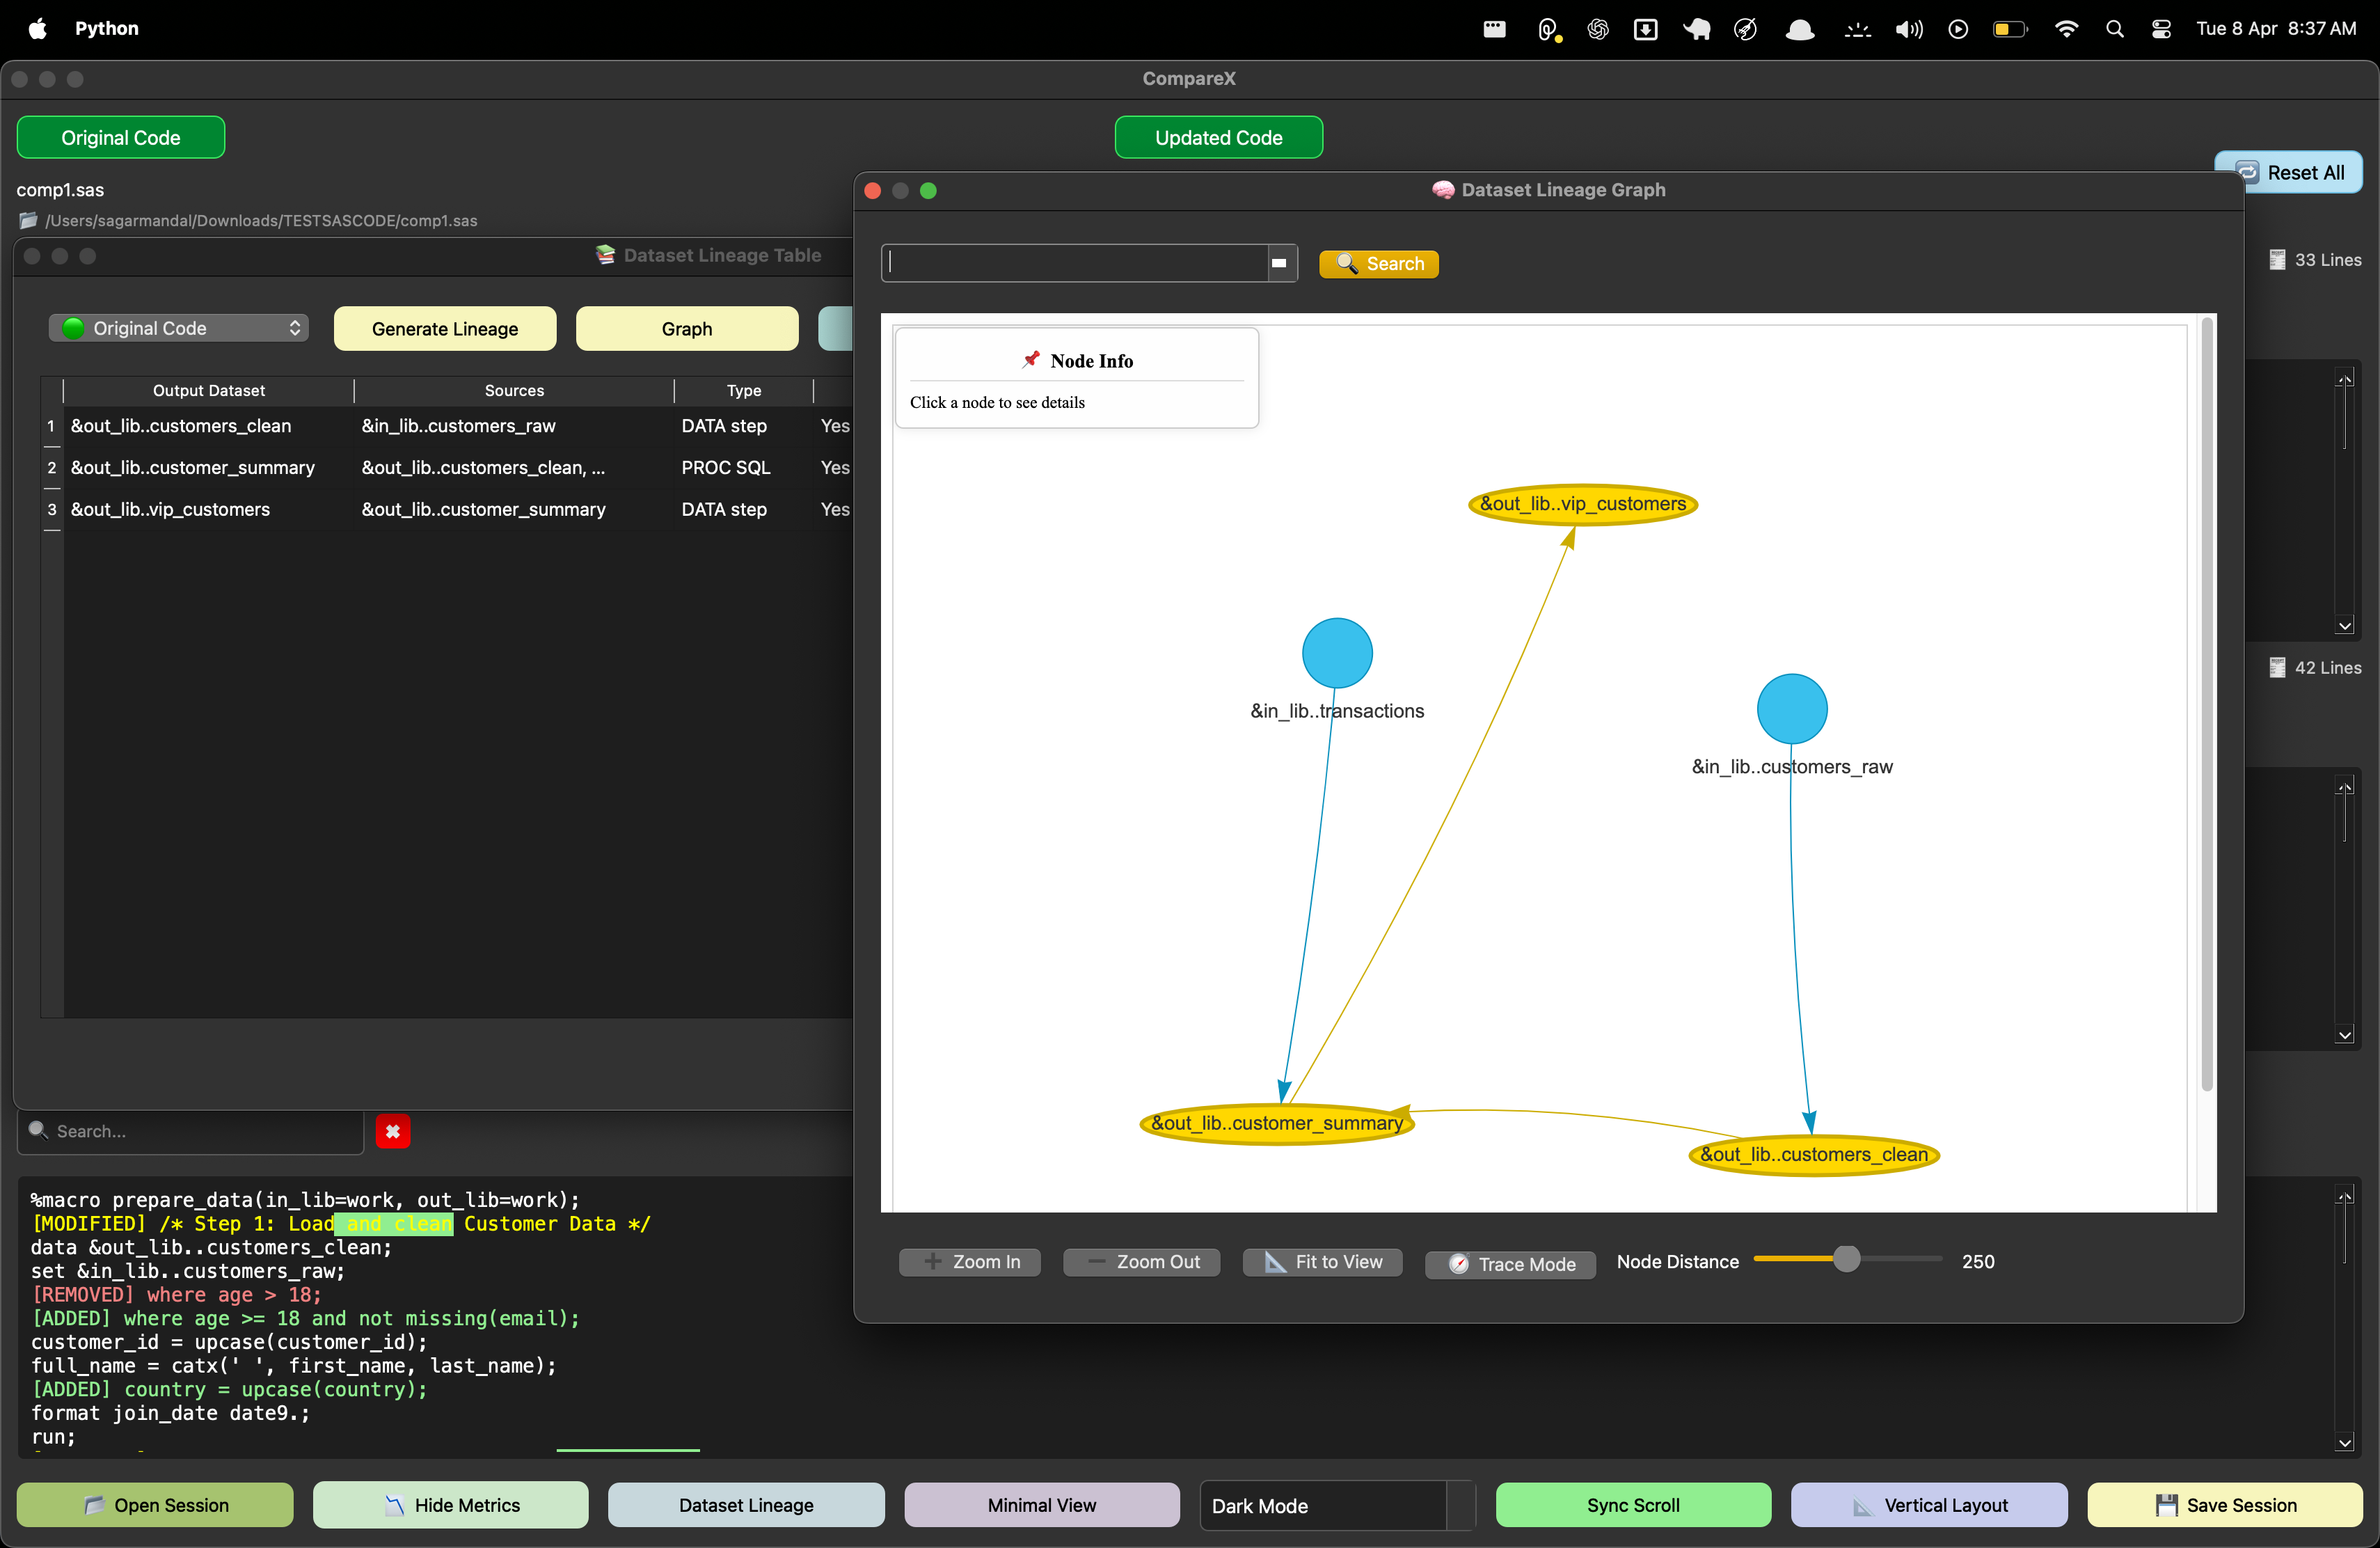 Python
Tue 8 Apr 8:37 AM
CompareX
Original Code
Updated Code
Reset All
comp1.sas
/Users/sagarmandal/Downloads/TESTSASCODE/comp1.sas
33 Lines
42 Lines
Dataset Lineage Table
Original Code
Generate Lineage
Graph
Output Dataset Sources Type
1 &out_lib..customers_clean &in_lib..customers_raw DATA step Yes
2 &out_lib..customer_summary &out_lib..customers_clean, ... PROC SQL Yes
3 &out_lib..vip_customers &out_lib..customer_summary DATA step Yes
Dataset Lineage Graph
Search
Node Info
Click a node to see details
&out_lib..vip_customers
&in_lib..transactions
&in_lib..customers_raw
&out_lib..customer_summary
&out_lib..customers_clean
Zoom In
Zoom Out
Fit to View
Trace Mode
Node Distance
250
Search...
%macro prepare_data(in_lib=work, out_lib=work);
[MODIFIED] /* Step 1: Load and clean Customer Data */
data &out_lib..customers_clean;
set &in_lib..customers_raw;
[REMOVED] where age > 18;
[ADDED] where age >= 18 and not missing(email);
customer_id = upcase(customer_id);
full_name = catx(' ', first_name, last_name);
[ADDED] country = upcase(country);
format join_date date9.;
run;
Open Session
Hide Metrics
Dataset Lineage
Minimal View
Dark Mode
Sync Scroll
Vertical Layout
Save Session